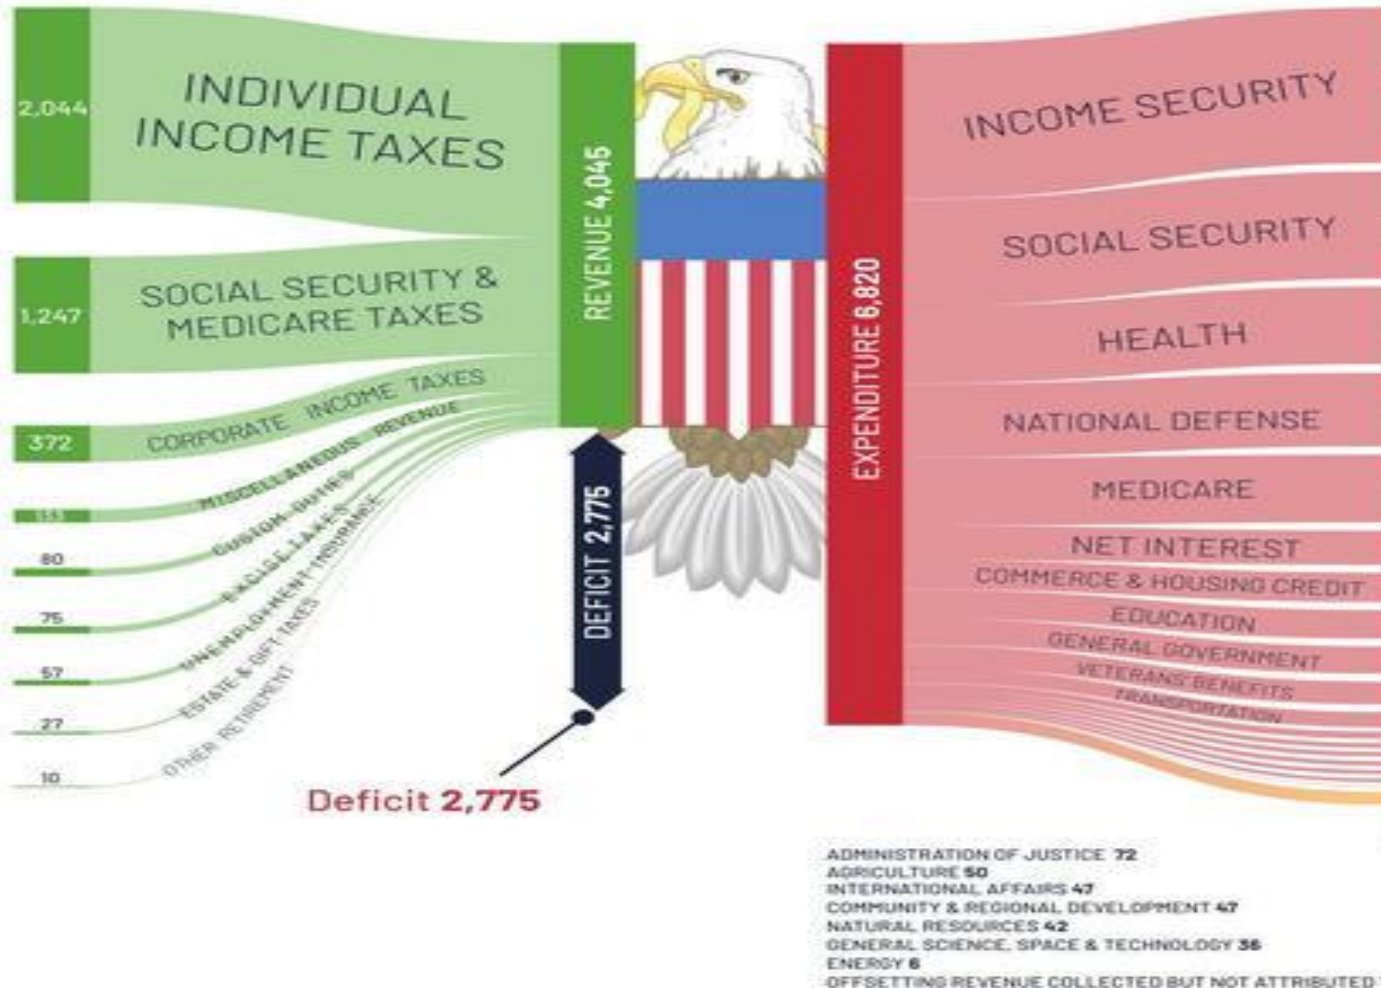 2,044
INDIVIDUAL
INCOME TAXES
1,247
SOCIAL SECURITY &
MEDICARE TAXES
372
CORPORATE INCOME TAXES
133
MISCELLANEOUS REVENUE
80
CUSTOM DUTIES
75
EXCISE TAXES
57
UNEMPLOYMENT INSURANCE
27
ESTATE & GIFT TAXES
10
OTHER RETIREMENT
REVENUE 4,045
DEFICIT 2,775
Deficit 2,775
EXPENDITURE 6,820
INCOME SECURITY
SOCIAL SECURITY
HEALTH
NATIONAL DEFENSE
MEDICARE
NET INTEREST
COMMERCE & HOUSING CREDIT
EDUCATION
GENERAL GOVERNMENT
VETERANS' BENEFITS
TRANSPORTATION
ADMINISTRATION OF JUSTICE 72
AGRICULTURE 50
INTERNATIONAL AFFAIRS 47
COMMUNITY & REGIONAL DEVELOPMENT 47
NATURAL RESOURCES 42
GENERAL SCIENCE, SPACE & TECHNOLOGY 36
ENERGY 6
OFFSETTING REVENUE COLLECTED BUT NOT ATTRIBUTED